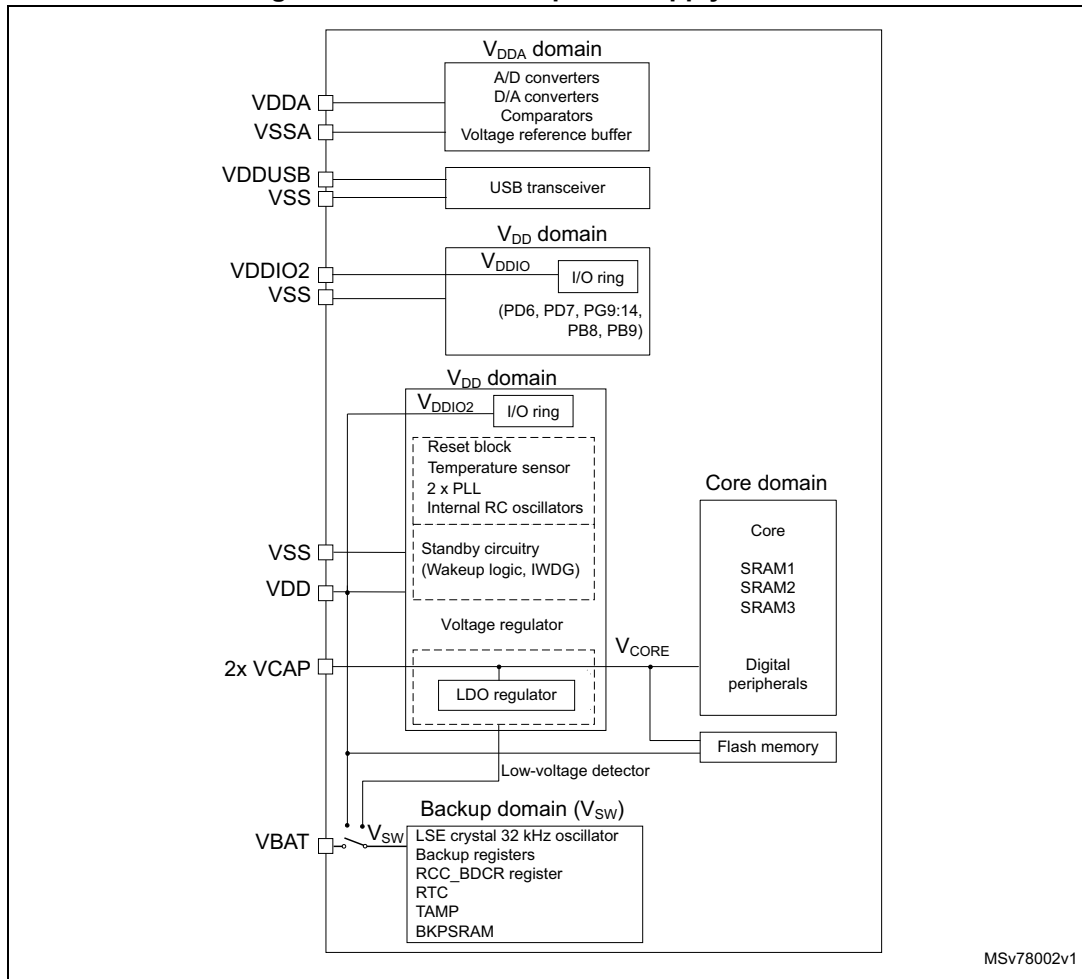 VDDA domain
A/D converters
D/A converters
Comparators
Voltage reference buffer
VDDA
VSSA
VDDUSB
VSS
USB transceiver
VDD domain
VDDIO2
VSS
VDDIO
I/O ring
(PD6, PD7, PG9:14,
PB8, PB9)
VDD domain
VDDIO2
I/O ring
Reset block
Temperature sensor
2 x PLL
Internal RC oscillators
Standby circuitry
(Wakeup logic, IWDG)
VSS
VDD
Voltage regulator
2x VCAP
LDO regulator
VCORE
Core domain
Core
SRAM1
SRAM2
SRAM3
Digital
peripherals
Flash memory
Low-voltage detector
Backup domain (VSW)
VBAT
VSW
LSE crystal 32 kHz oscillator
Backup registers
RCC_BDCR register
RTC
TAMP
BKPSRAM
MSv78002v1